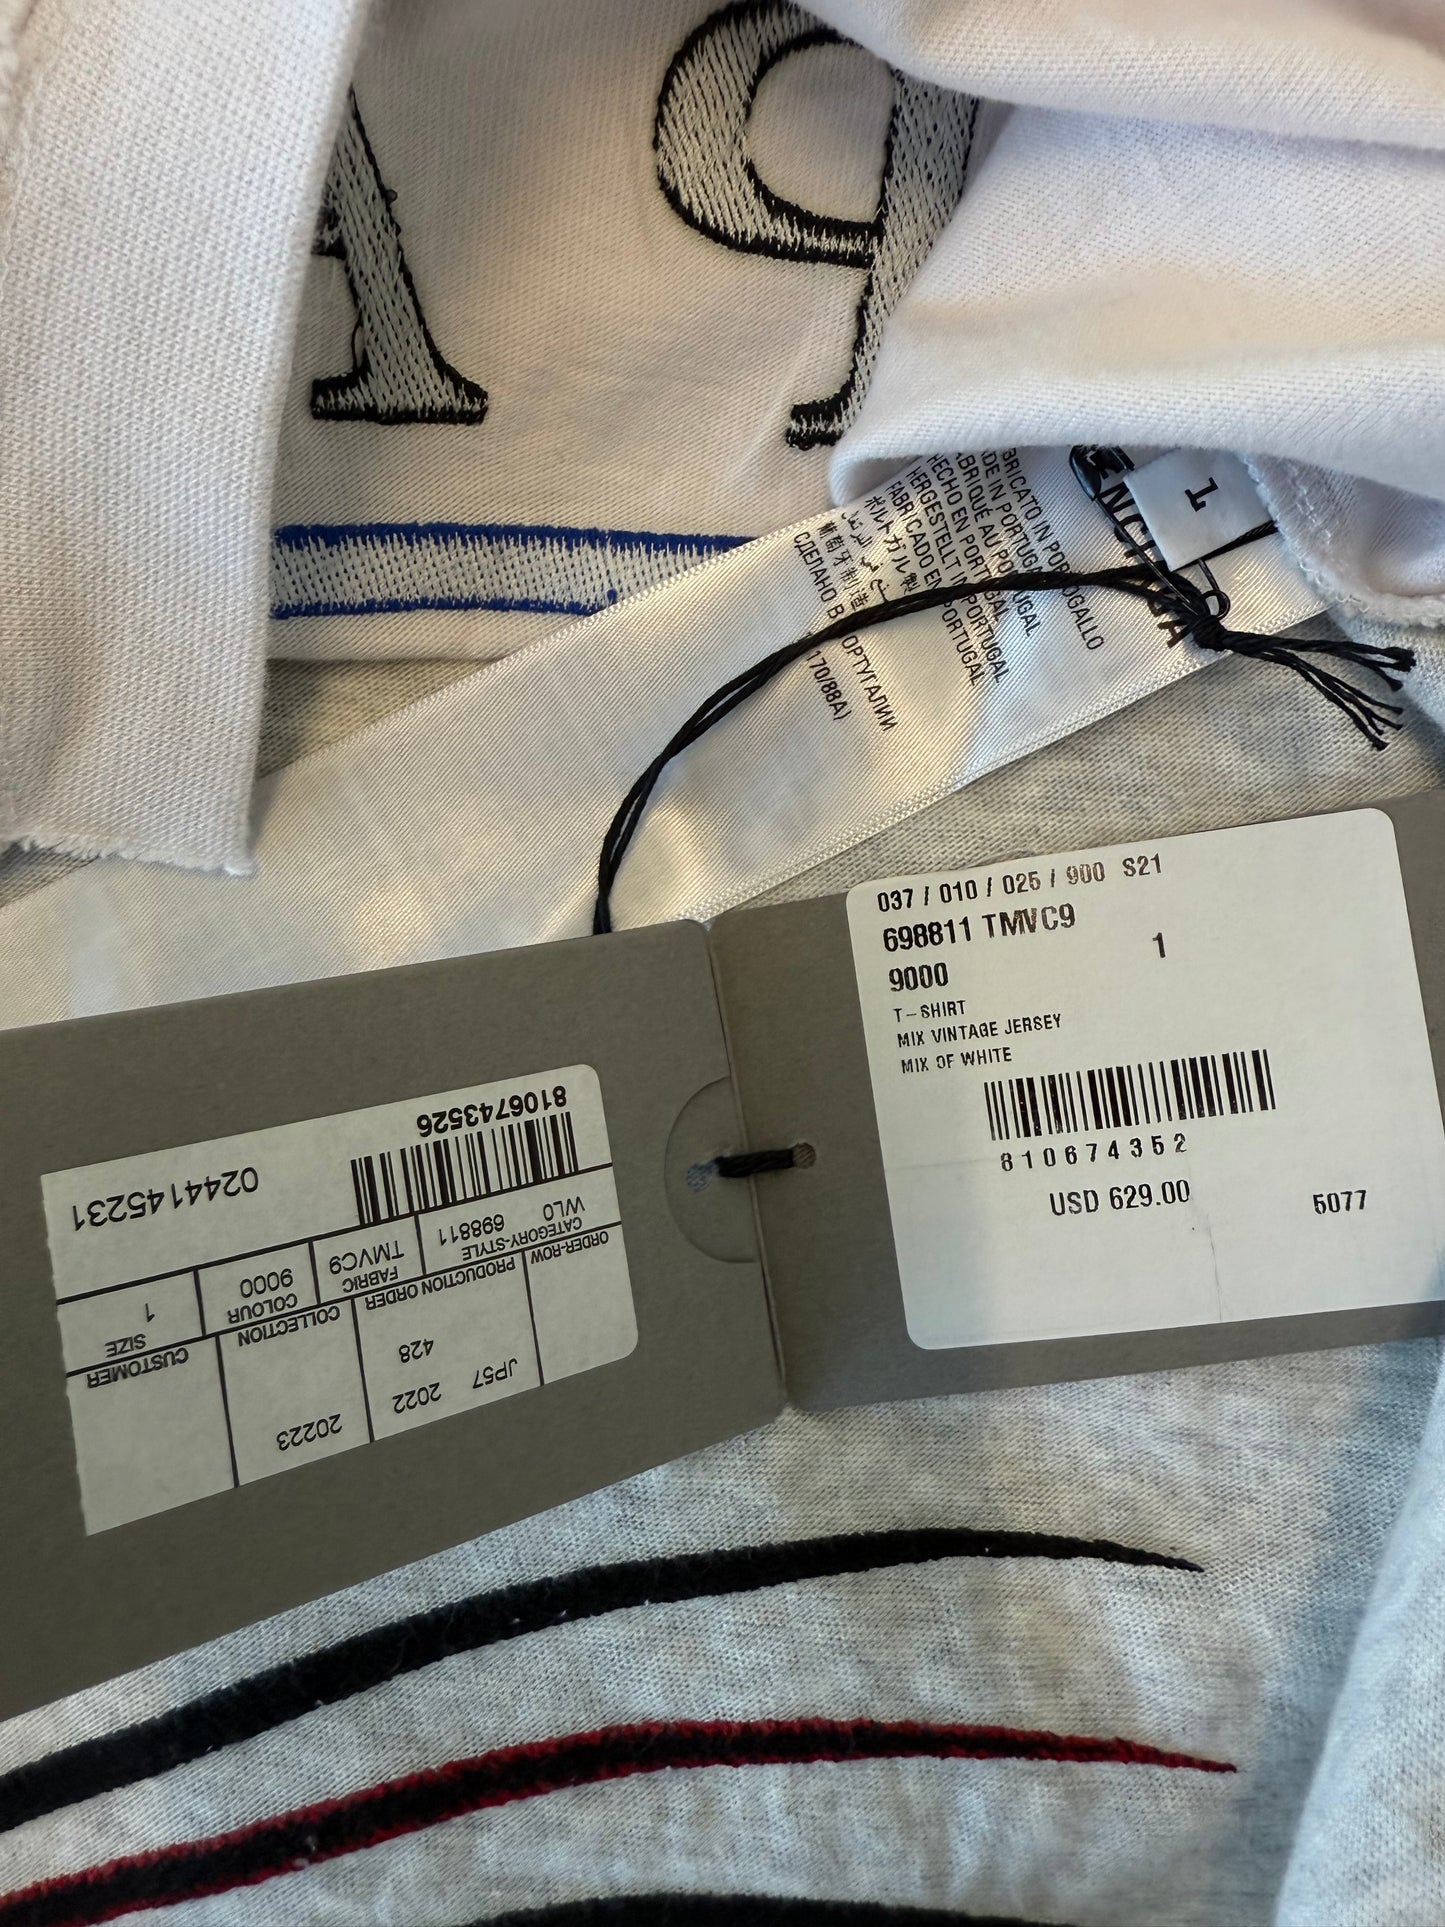 A
P
BRICATO IN PORTOGALLO
ADE IN PORTUGAL
ABRIQUÉ AU PORTUGAL
HECHO EN PORTUGAL
HERGESTELLT IN PORTUGAL
FABRICADO EM PORTUGAL
ポルトガル製
葡萄牙制造
СДЕЛАНО В ПОРТУГАЛИИ
170/88A)
1
037 / 010 / 025 / 900 S21
698811 TMVC9
9000
1
T-SHIRT
MIX VINTAGE JERSEY
MIX OF WHITE
810674352
USD 629.00
5077
ORDER-ROW
PRODUCTION ORDER
COLLECTION
CUSTOMER
JP57 2022
428
20223
CATEGORY-STYLE
WL0 698811
FABRIC
TMVC9
COLOUR
9000
SIZE
1
8106743526
0244145231